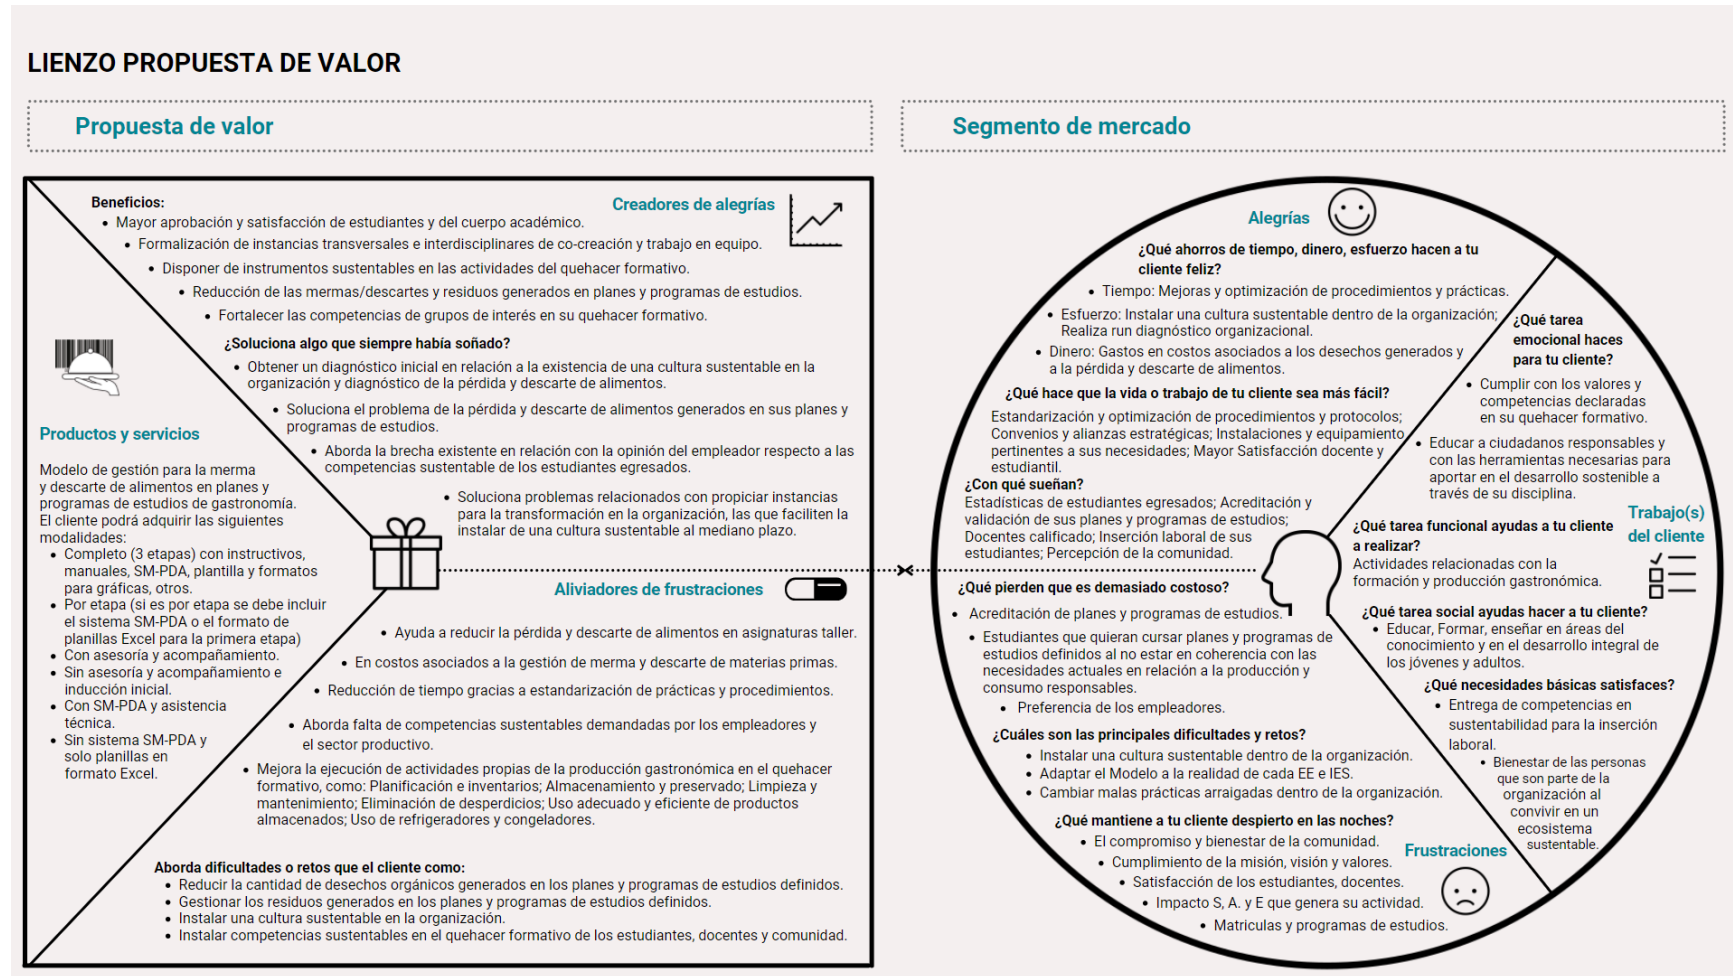 LIENZO PROPUESTA DE VALOR
Propuesta de valor
Beneficios:
Creadores de alegrías
• Mayor aprobación y satisfacción de estudiantes y del cuerpo académico.
• Formalización de instancias transversales e interdisciplinares de co-creación y trabajo en equipo.
• Disponer de instrumentos sustentables en las actividades del quehacer formativo.
• Reducción de las mermas/descartes y residuos generados en planes y programas de estudios.
• Fortalecer las competencias de grupos de interés en su quehacer formativo.
¿Soluciona algo que siempre había soñado?
• Obtener un diagnóstico inicial en relación a la existencia de una cultura sustentable en la
organización y diagnóstico de la pérdida y descarte de alimentos.
• Soluciona el problema de la pérdida y descarte de alimentos generados en sus planes y
programas de estudios.
• Aborda la brecha existente en relación con la opinión del empleador respecto a las
competencias sustentable de los estudiantes egresados.
• Soluciona problemas relacionados con propiciar instancias
para la transformación en la organización, las que faciliten la
instalar de una cultura sustentable al mediano plazo.
Productos y servicios
Modelo de gestión para la merma
y descarte de alimentos en planes y
programas de estudios de gastronomía.
El cliente podrá adquirir las siguientes
modalidades:
• Completo (3 etapas) con instructivos,
manuales, SM-PDA, plantilla y formatos
para gráficas, otros.
• Por etapa (si es por etapa se debe incluir
el sistema SM-PDA o el formato de
planillas Excel para la primera etapa)
• Con asesoría y acompañamiento.
• Sin asesoría y acompañamiento e
inducción inicial.
• Con SM-PDA y asistencia
técnica.
• Sin sistema SM-PDA y
solo planillas en
formato Excel.
Aliviadores de frustraciones
• Ayuda a reducir la pérdida y descarte de alimentos en asignaturas taller.
• En costos asociados a la gestión de merma y descarte de materias primas.
• Reducción de tiempo gracias a estandarización de prácticas y procedimientos.
• Aborda falta de competencias sustentables demandadas por los empleadores y
el sector productivo.
• Mejora la ejecución de actividades propias de la producción gastronómica en el quehacer
formativo, como: Planificación e inventarios; Almacenamiento y preservado; Limpieza y
mantenimiento; Eliminación de desperdicios; Uso adecuado y eficiente de productos
almacenados; Uso de refrigeradores y congeladores.
Aborda dificultades o retos que el cliente como:
• Reducir la cantidad de desechos orgánicos generados en los planes y programas de estudios definidos.
• Gestionar los residuos generados en los planes y programas de estudios definidos.
• Instalar una cultura sustentable en la organización.
• Instalar competencias sustentables en el quehacer formativo de los estudiantes, docentes y comunidad.
Segmento de mercado
Alegrías
¿Qué ahorros de tiempo, dinero, esfuerzo hacen a tu
cliente feliz?
• Tiempo: Mejoras y optimización de procedimientos y prácticas.
• Esfuerzo: Instalar una cultura sustentable dentro de la organización;
Realiza run diagnóstico organizacional.
• Dinero: Gastos en costos asociados a los desechos generados y
a la pérdida y descarte de alimentos.
¿Qué hace que la vida o trabajo de tu cliente sea más fácil?
Estandarización y optimización de procedimientos y protocolos;
Convenios y alianzas estratégicas; Instalaciones y equipamiento
pertinentes a sus necesidades; Mayor Satisfacción docente y
estudiantil.
¿Con qué sueñan?
Estadísticas de estudiantes egresados; Acreditación y
validación de sus planes y programas de estudios;
Docentes calificado; Inserción laboral de sus
estudiantes; Percepción de la comunidad.
¿Qué pierden que es demasiado costoso?
• Acreditación de planes y programas de estudios.
• Estudiantes que quieran cursar planes y programas de
estudios definidos al no estar en coherencia con las
necesidades actuales en relación a la producción y
consumo responsables.
• Preferencia de los empleadores.
¿Cuáles son las principales dificultades y retos?
• Instalar una cultura sustentable dentro de la organización.
• Adaptar el Modelo a la realidad de cada EE e IES.
• Cambiar malas prácticas arraigadas dentro de la organización.
¿Qué mantiene a tu cliente despierto en las noches?
• El compromiso y bienestar de la comunidad.
• Cumplimiento de la misión, visión y valores.
• Satisfacción de los estudiantes, docentes.
• Impacto S, A. y E que genera su actividad.
• Matriculas y programas de estudios.
Frustraciones
¿Qué tarea
emocional haces
para tu cliente?
• Cumplir con los valores y
competencias declaradas
en su quehacer formativo.
• Educar a ciudadanos responsables y
con las herramientas necesarias para
aportar en el desarrollo sostenible a
través de su disciplina.
Trabajo(s)
del cliente
¿Qué tarea funcional ayudas a tu cliente
a realizar?
Actividades relacionadas con la
formación y producción gastronómica.
¿Qué tarea social ayudas hacer a tu cliente?
• Educar, Formar, enseñar en áreas del
conocimiento y en el desarrollo integral de
los jóvenes y adultos.
¿Qué necesidades básicas satisfaces?
• Entrega de competencias en
sustentabilidad para la inserción
laboral.
• Bienestar de las personas
que son parte de la
organización al
convivir en un
ecosistema
sustentable.